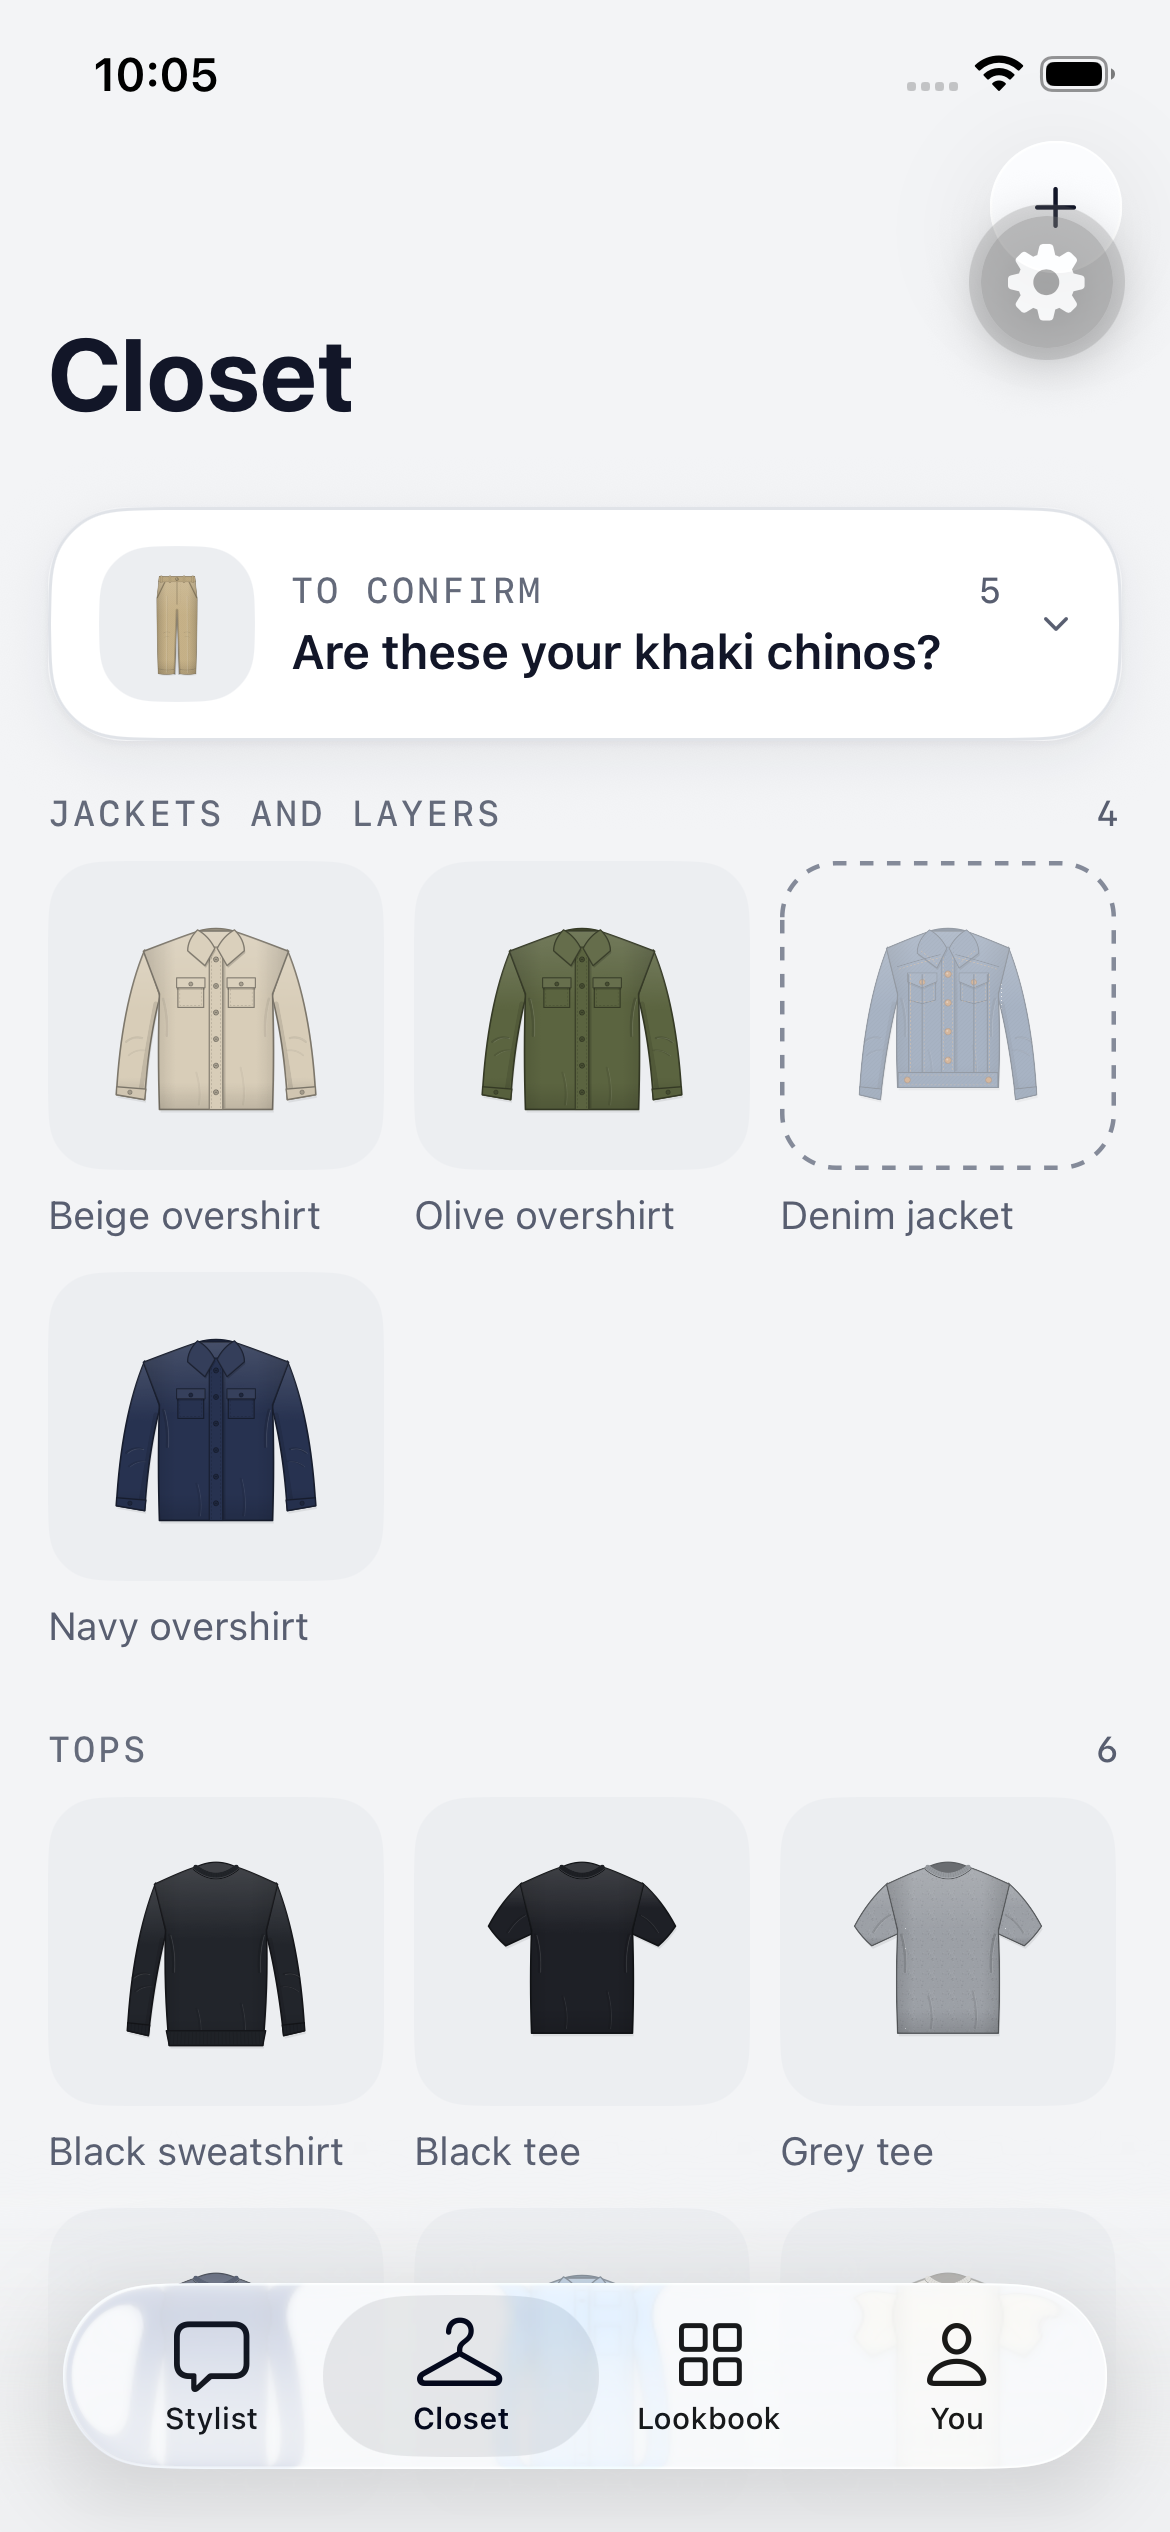 10:05
Closet
TO CONFIRM 5
Are these your khaki chinos?
JACKETS AND LAYERS 4
Beige overshirt
Olive overshirt
Denim jacket
Navy overshirt
TOPS 6
Black sweatshirt
Black tee
Grey tee
Stylist
Closet
Lookbook
You